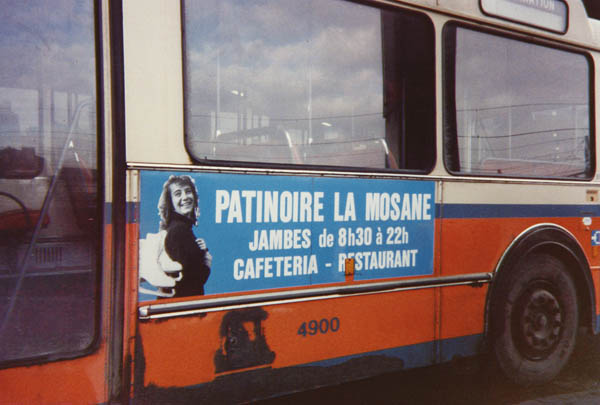 PATINOIRE LA MOSANE
JAMBES de 8h30 à 22h
CAFETERIA - RESTAURANT
4900